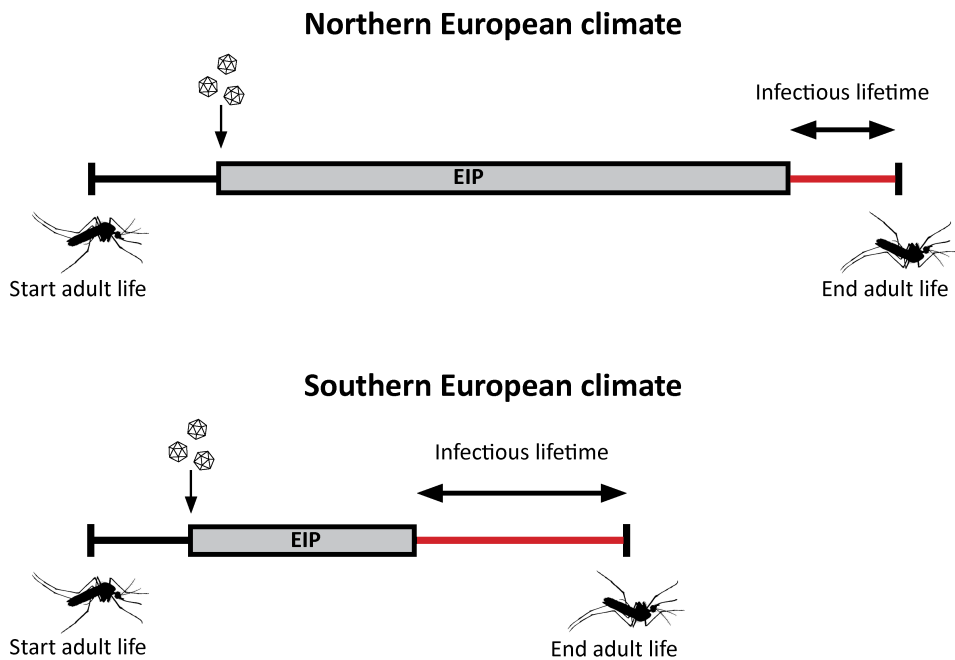 Northern European climate
Infectious lifetime
EIP
Start adult life
End adult life
Southern European climate
Infectious lifetime
EIP
Start adult life
End adult life